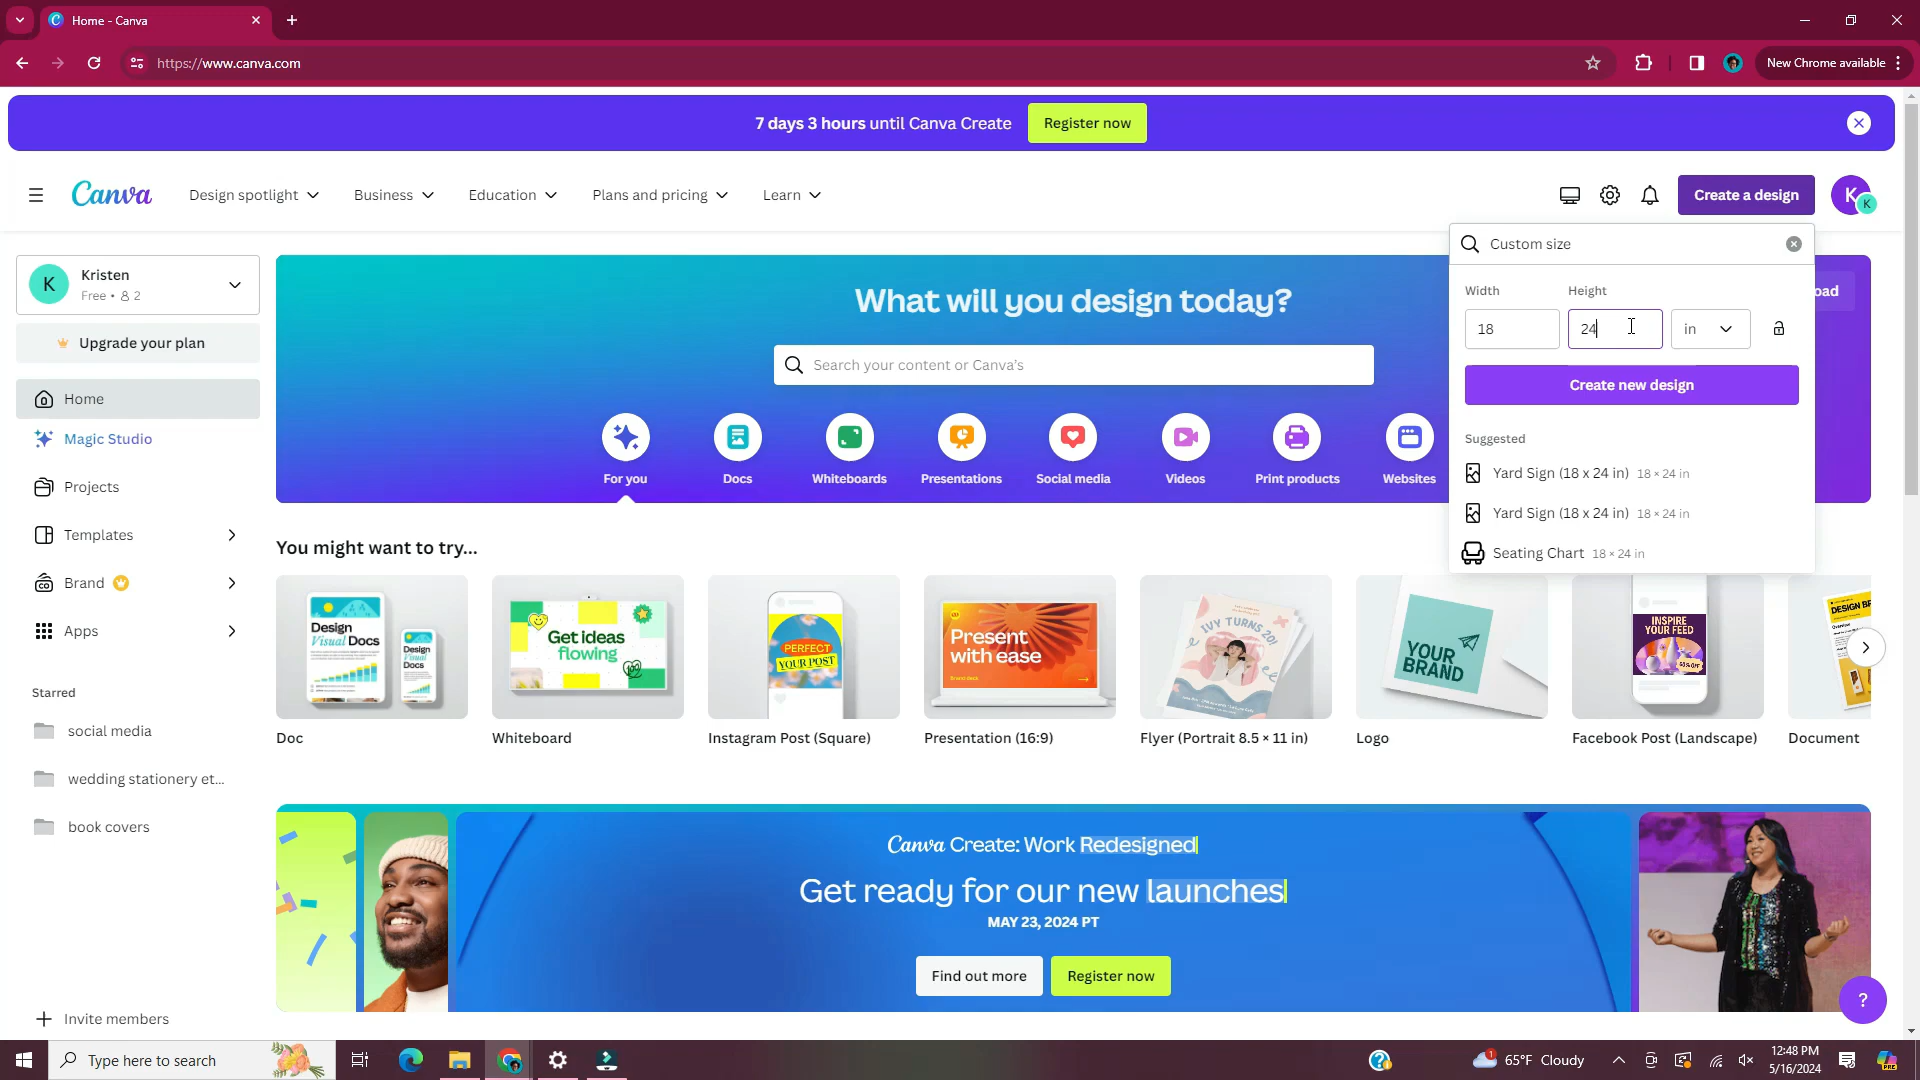 Home - Canva
https://www.canva.com
New Chrome available
7 days 3 hours until Canva Create
Register now
Canva
Design spotlight
Business
Education
Plans and pricing
Learn
Create a design
K
K
Custom size
Width
Height
18
24
in
Create new design
Suggested
Yard Sign (18 x 24 in) 18 × 24 in
Yard Sign (18 x 24 in) 18 × 24 in
Seating Chart 18 × 24 in
K
Kristen
Free • 2
Upgrade your plan
Home
Magic Studio
Projects
Templates
Brand
Apps
Starred
social media
wedding stationery et...
book covers
Invite members
What will you design today?
Search your content or Canva's
For you
Docs
Whiteboards
Presentations
Social media
Videos
Print products
Websites
You might want to try...
Design
Visual Docs
Design
Visual
Docs
Get ideas
flowing
PERFECT
YOUR POST
Present
with ease
IVY TURNS 20!
YOUR
BRAND
INSPIRE
YOUR FEED
Doc
Whiteboard
Instagram Post (Square)
Presentation (16:9)
Flyer (Portrait 8.5 × 11 in)
Logo
Facebook Post (Landscape)
Document
Canva Create: Work Redesigned
Get ready for our new launches
MAY 23, 2024 PT
Find out more
Register now
?
Type here to search
65°F Cloudy
12:48 PM
5/16/2024